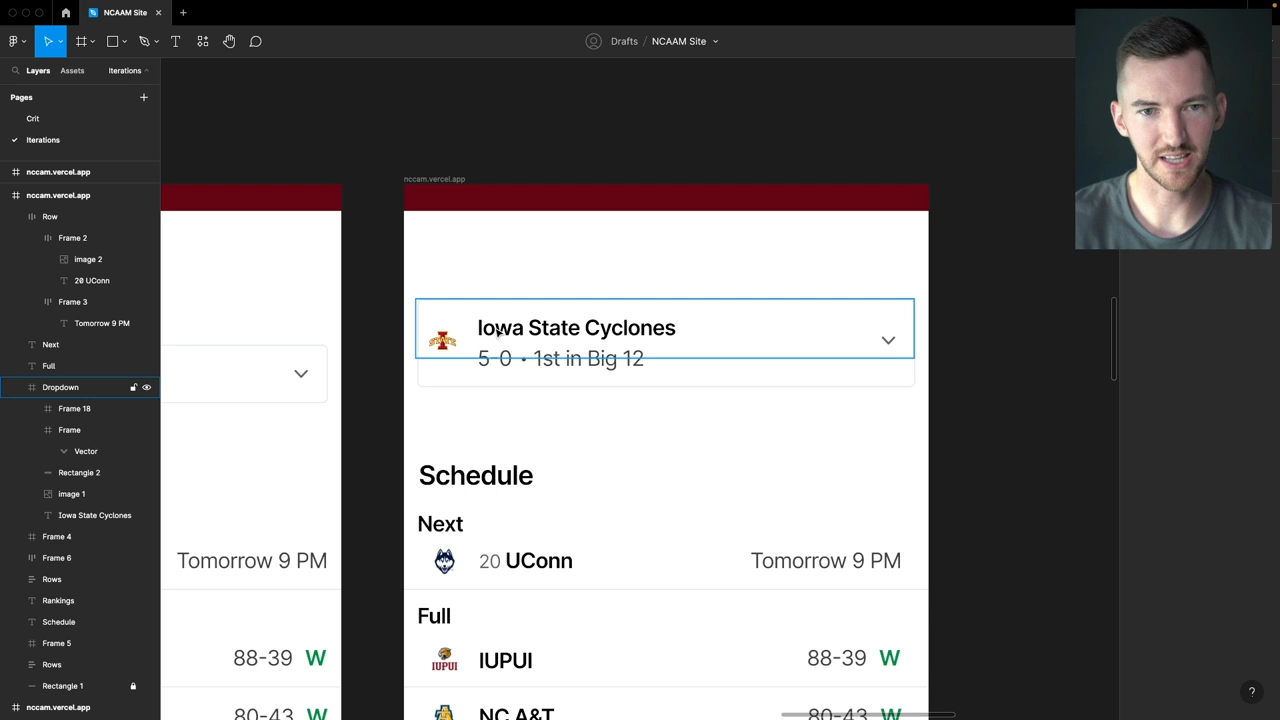 NCAAM Site
Drafts / NCAAM Site
Layers Assets Iterations
Pages
Crit
Iterations
nccam.vercel.app
nccam.vercel.app
Row
Frame 2
image 2
20 UConn
Frame 3
Tomorrow 9 PM
Next
Full
Dropdown
Frame 18
Frame
Vector
Rectangle 2
image 1
Iowa State Cyclones
Frame 4
Frame 6
Rows
Rankings
Schedule
Frame 5
Rows
Rectangle 1
nccam.vercel.app
Tomorrow 9 PM
88-39 W
80-43 W
nccam.vercel.app
STATE
Iowa State Cyclones
5-0 · 1st in Big 12
Schedule
Next
20 UConn
Tomorrow 9 PM
Full
IUPUI
IUPUI
88-39 W
NC A&T
80-43 W
?